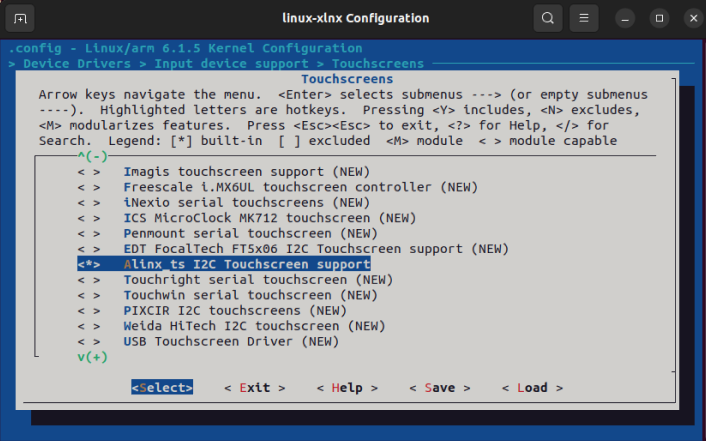 linux-xlnx Configuration
.config - Linux/arm 6.1.5 Kernel Configuration
> Device Drivers > Input device support > Touchscreens
Touchscreens
Arrow keys navigate the menu.  <Enter> selects submenus ---> (or empty submenus
----).  Highlighted letters are hotkeys.  Pressing <Y> includes, <N> excludes,
<M> modularizes features.  Press <Esc><Esc> to exit, <?> for Help, </> for
Search.  Legend: [*] built-in  [ ] excluded  <M> module  < > module capable
^(-)
< >   Imagis touchscreen support (NEW)
< >   Freescale i.MX6UL touchscreen controller (NEW)
< >   iNexio serial touchscreens (NEW)
< >   ICS MicroClock MK712 touchscreen (NEW)
< >   Penmount serial touchscreen (NEW)
< >   EDT FocalTech FT5x06 I2C Touchscreen support (NEW)
<*>   Alinx_ts I2C Touchscreen support
< >   Touchright serial touchscreen (NEW)
< >   Touchwin serial touchscreen (NEW)
< >   PIXCIR I2C touchscreens (NEW)
< >   Weida HiTech I2C touchscreen (NEW)
< >   USB Touchscreen Driver (NEW)
v(+)
<Select>    < Exit >    < Help >    < Save >    < Load >